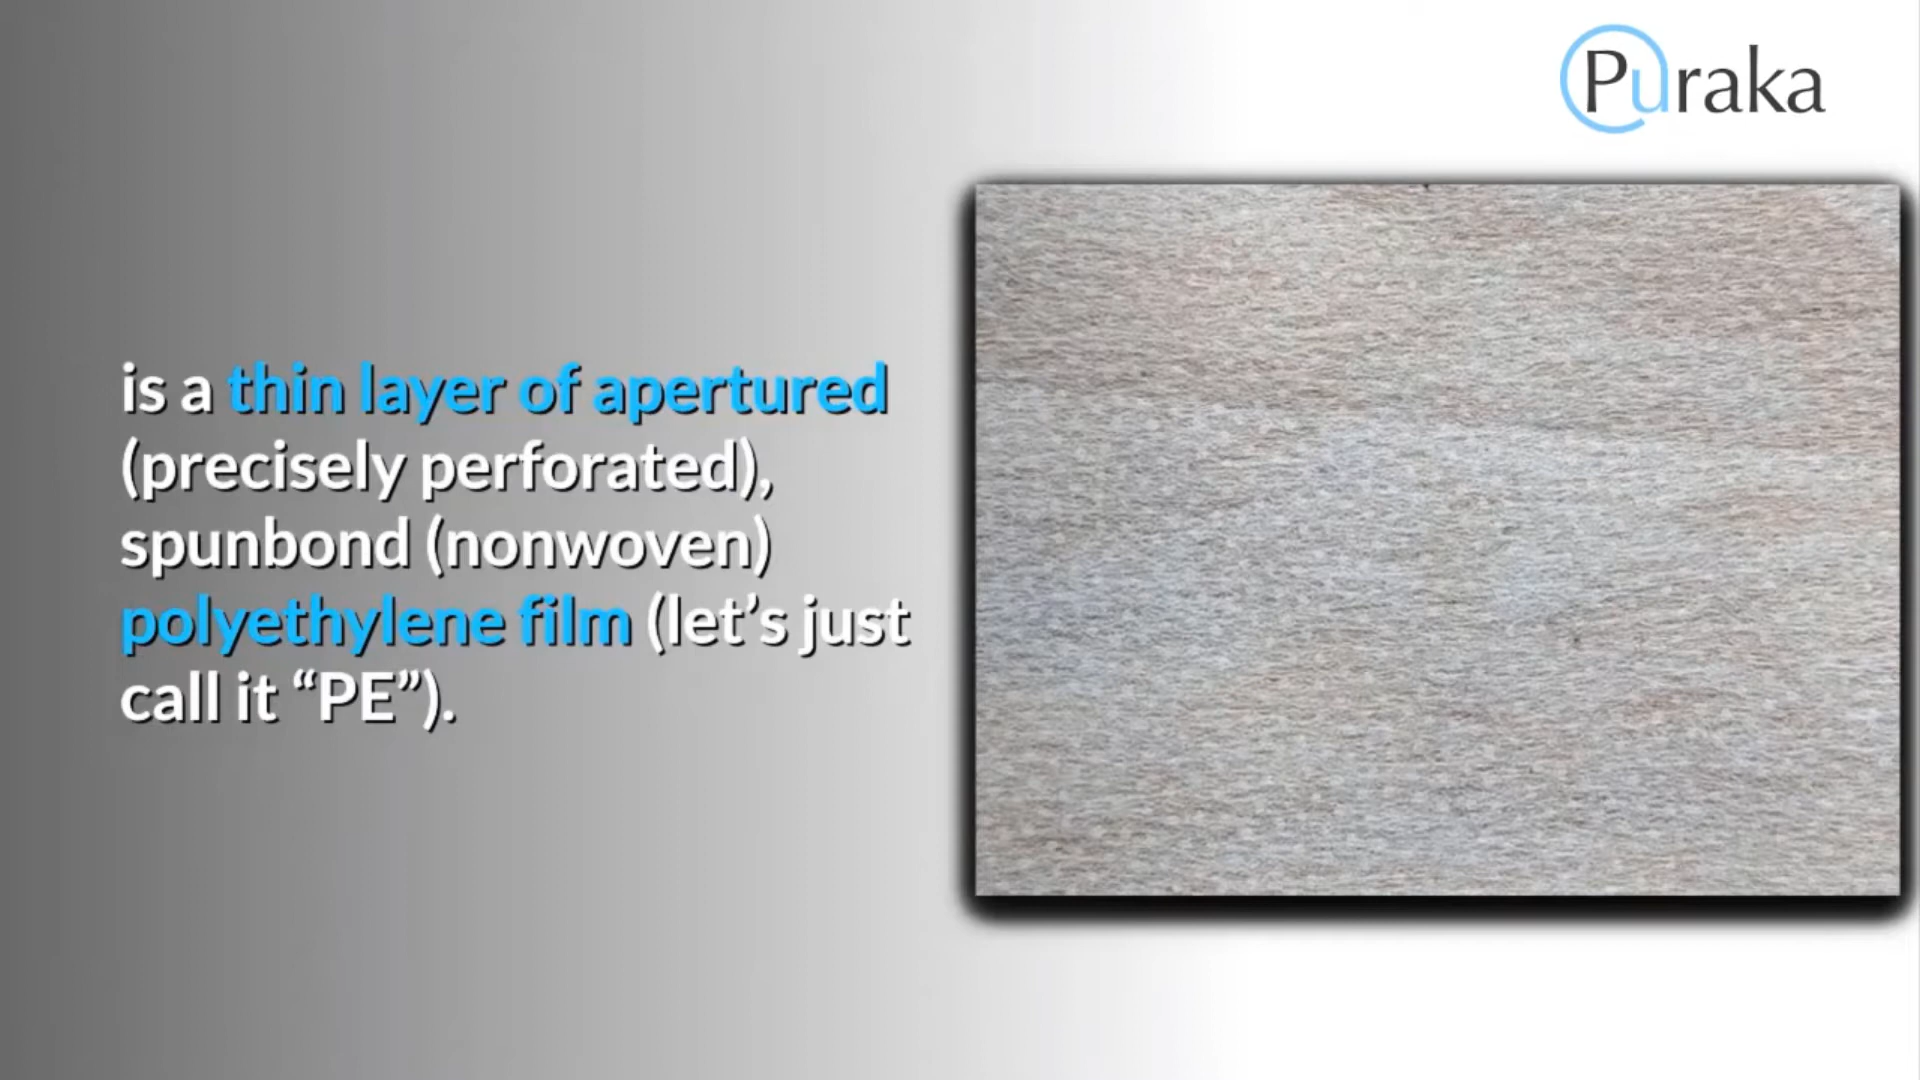 Puraka
is a thin layer of apertured
(precisely perforated),
spunbond (nonwoven)
polyethylene film (let’s just
call it “PE”).